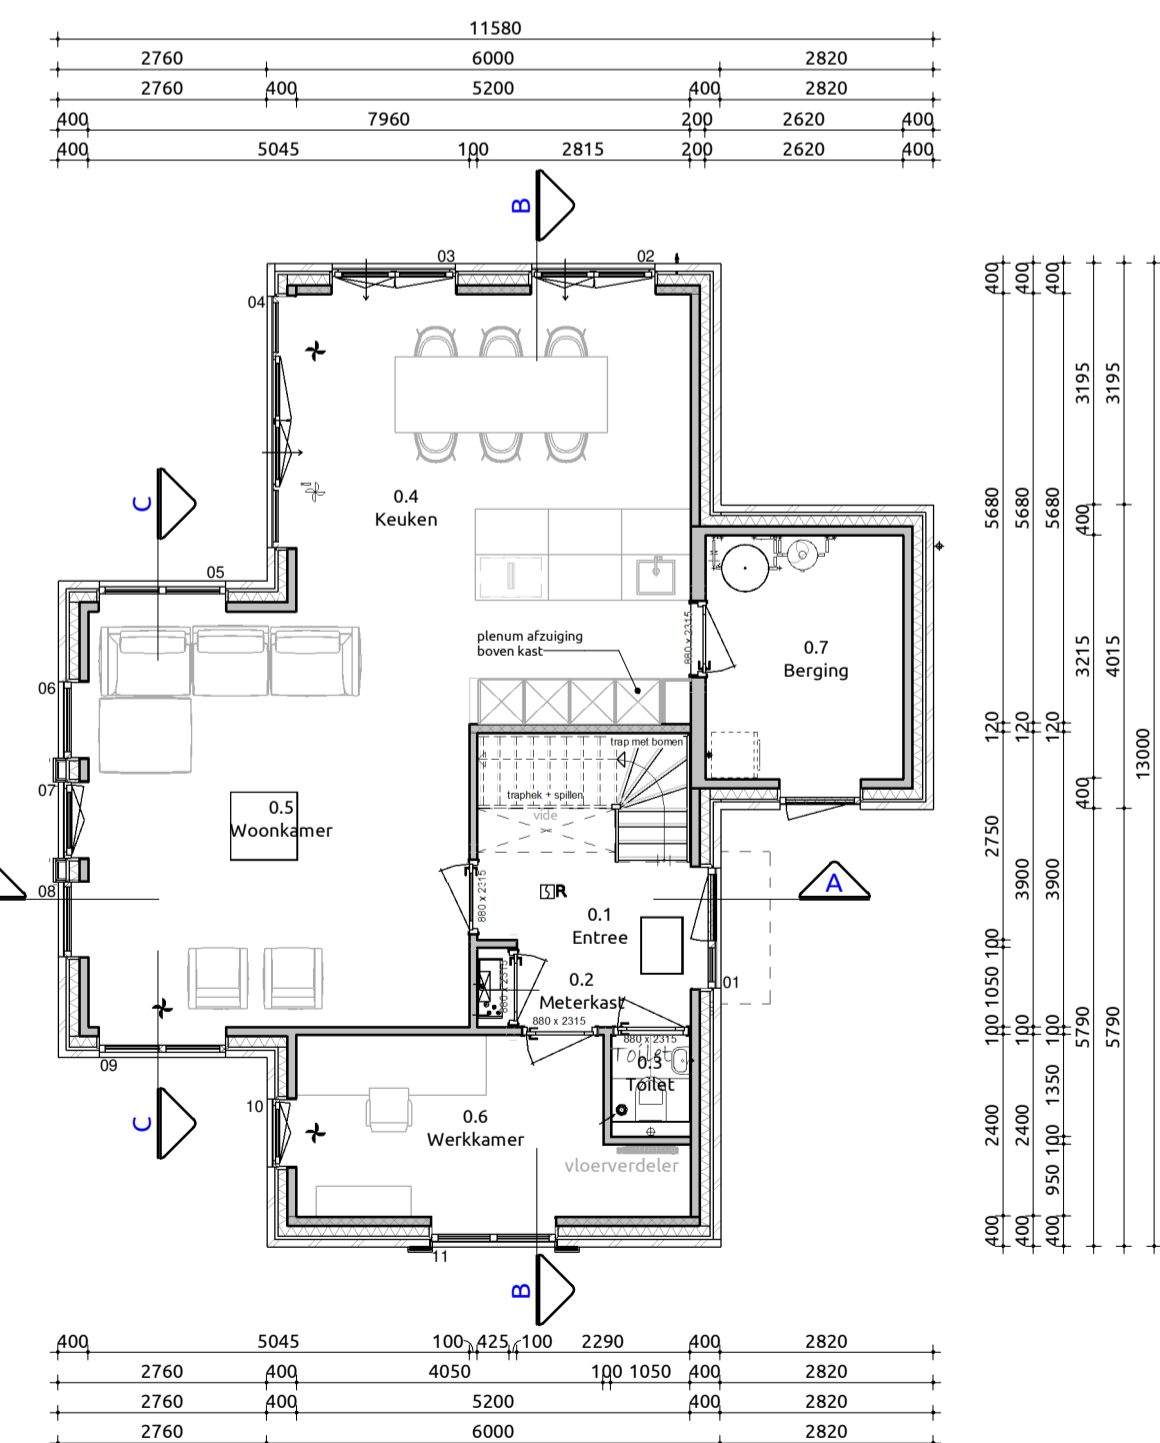 11580
2760 6000 2820
2760 400 5200 400 2820
400 7960 200 2620 400
400 5045 100 2815 200 2620 400
B
03 02
04
400 400 400
3195 3195
C
0.4
Keuken
5680 5680 5680 400
05
plenum afzuiging
boven kast
880 x 2315
0.7
Berging
3215 4015
06
120 120 120
13000
trap met bomen
07
traphek + spillen
vide
400
0.5
Woonkamer
2750
3900 3900
08
880 x 2315
R
A
0.1
Entree
100
0.2
Meterkast
880 x 2315
01
1050
880 x 2315
100 100 100
5790 5790
880 x 2315
Toilet
0.3
Toilet
09
10
1350
0.6
Werkkamer
2400 2400 100
vloerverdeler
950
400 400 400
11
B
C
400 5045 100 425 100 2290 400 2820
2760 400 4050 100 1050 400 2820
2760 400 5200 400 2820
2760 6000 2820